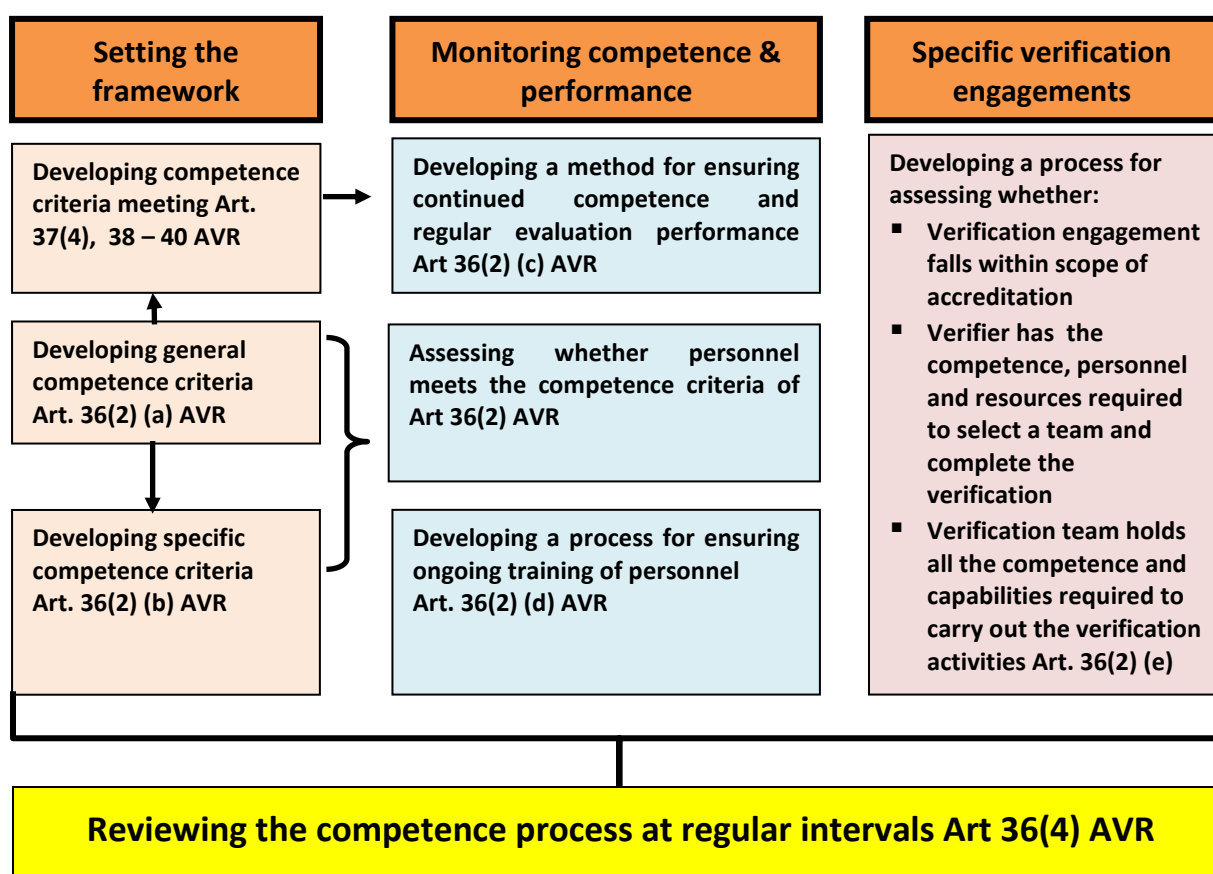 Setting the
framework
Monitoring competence &
performance
Specific verification
engagements
Developing competence
criteria meeting Art.
37(4), 38 – 40 AVR
Developing general
competence criteria
Art. 36(2) (a) AVR
Developing specific
competence criteria
Art. 36(2) (b) AVR
Developing a method for ensuring
continued competence and
regular evaluation performance
Art 36(2) (c) AVR
Assessing whether personnel
meets the competence criteria of
Art 36(2) AVR
Developing a process for ensuring
ongoing training of personnel
Art. 36(2) (d) AVR
Developing a process for
assessing whether:
▪ Verification engagement
falls within scope of
accreditation
▪ Verifier has the
competence, personnel
and resources required
to select a team and
complete the
verification
▪ Verification team holds
all the competence and
capabilities required to
carry out the verification
activities Art. 36(2) (e)
Reviewing the competence process at regular intervals Art 36(4) AVR